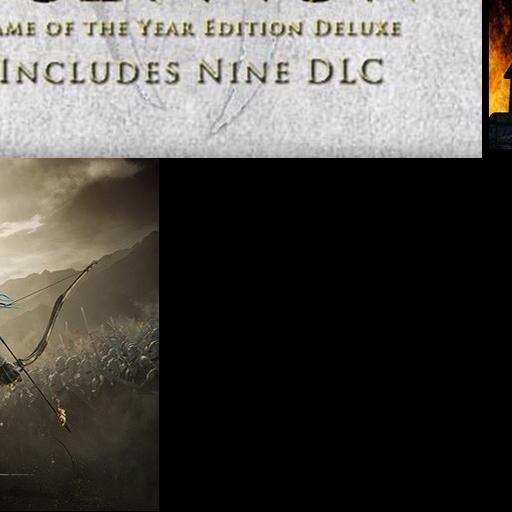 AME OF THE YEAR EDITION DELUXE
INCLUDES NINE DLC